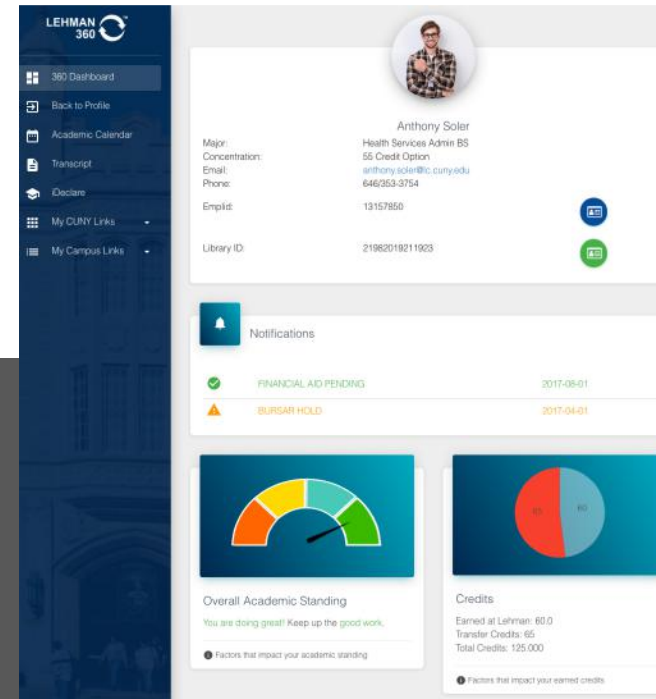 LEHMAN
360
360 Dashboard
Back to Profile
Academic Calendar
Transcript
iDeclare
My CUNY Links
My Campus Links
Anthony Soler
Major: Health Services Admin BS
Concentration: 55 Credit Option
Email: anthony.soler@lc.cuny.edu
Phone: 646/353-3754
Emplid: 13157850
Library ID: 21982019211923
Notifications
FINANCIAL AID PENDING 2017-08-01
BURSAR HOLD 2017-04-01
Overall Academic Standing
You are doing great! Keep up the good work.
Factors that impact your academic standing
65 60
Credits
Earned at Lehman: 60.0
Transfer Credits: 65
Total Credits: 125.000
Factors that impact your earned credits